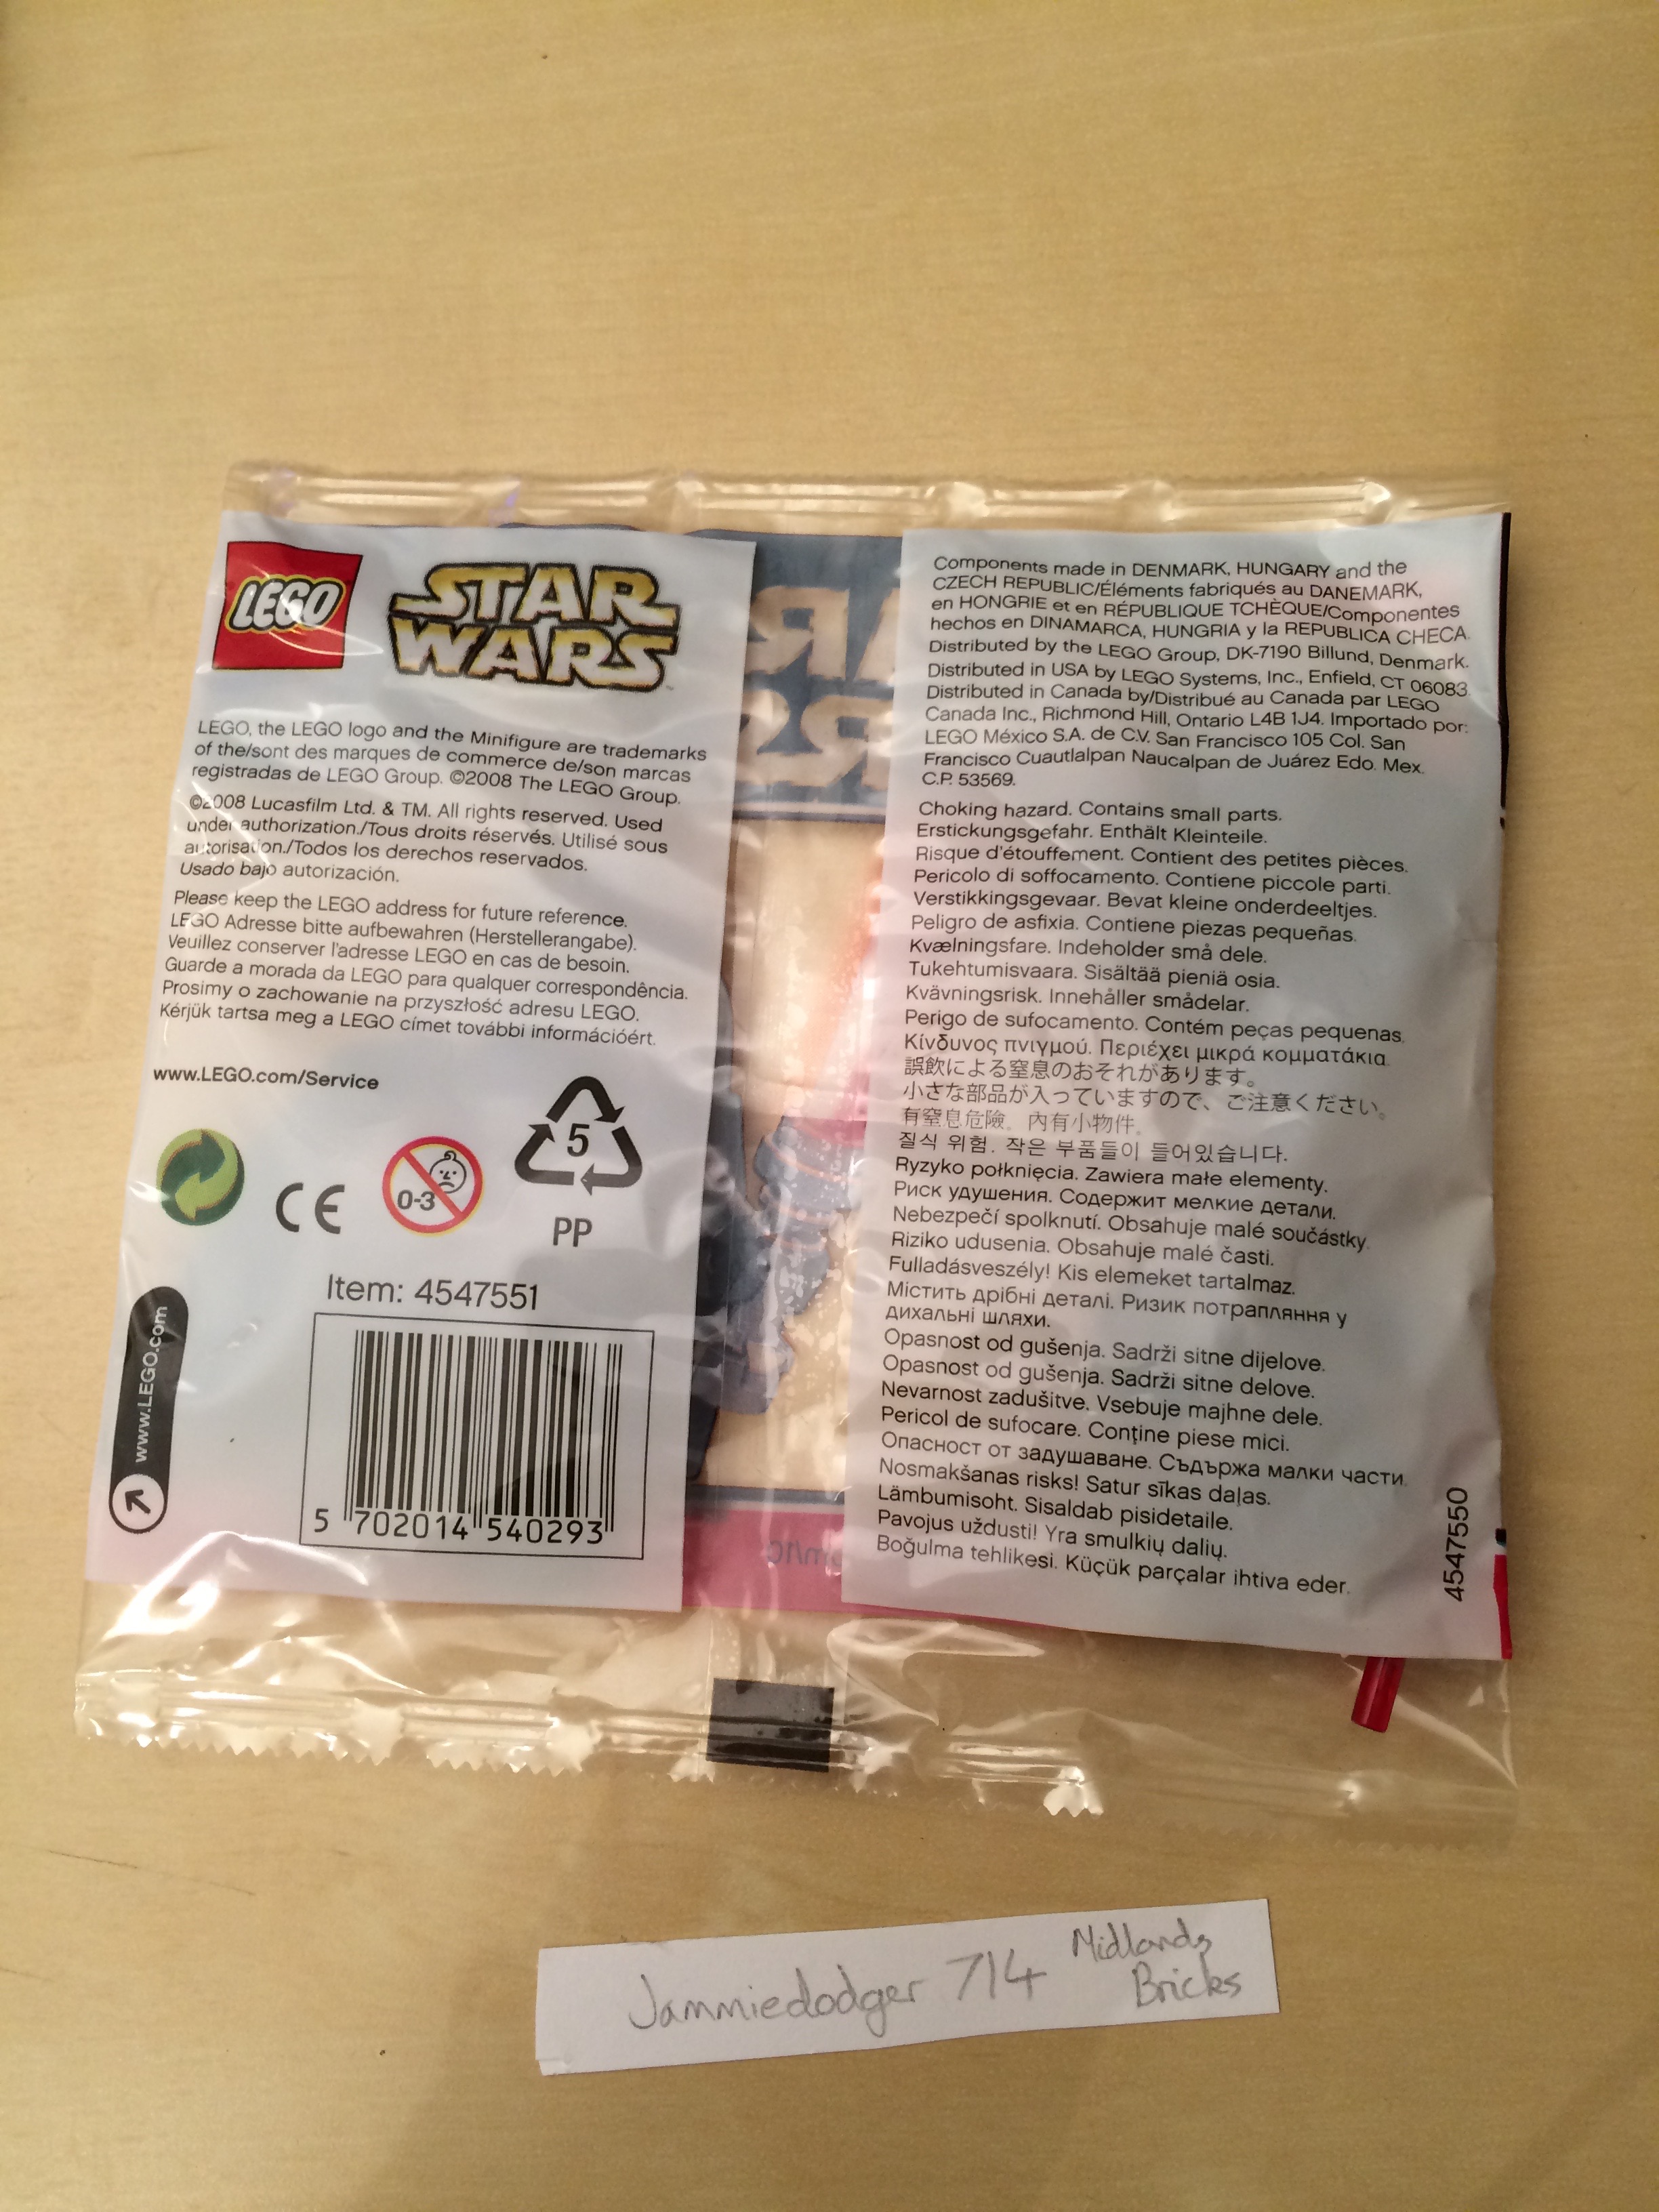 LEGO
STAR
WARS
LEGO, the LEGO logo and the Minifigure are trademarks
of the/sont des marques de commerce de/son marcas
registradas de LEGO Group. ©2008 The LEGO Group.
©2008 Lucasfilm Ltd. & TM. All rights reserved. Used
under authorization./Tous droits réservés. Utilisé sous
autorisation./Todos los derechos reservados.
Usado bajo autorización.
Please keep the LEGO address for future reference.
LEGO Adresse bitte aufbewahren (Herstellerangabe).
Veuillez conserver l'adresse LEGO en cas de besoin.
Guarde a morada da LEGO para qualquer correspondência.
Prosimy o zachowanie na przyszłość adresu LEGO.
Kérjük tartsa meg a LEGO címet további információért.
www.LEGO.com/Service
CE
0-3
5
PP
Item: 4547551
www.LEGO.com
5 702014 540293
Components made in DENMARK, HUNGARY and the
CZECH REPUBLIC/Éléments fabriqués au DANEMARK,
en HONGRIE et en RÉPUBLIQUE TCHÈQUE/Componentes
hechos en DINAMARCA, HUNGRIA y la REPUBLICA CHECA.
Distributed by the LEGO Group, DK-7190 Billund, Denmark.
Distributed in USA by LEGO Systems, Inc., Enfield, CT 06083.
Distributed in Canada by/Distribué au Canada par LEGO
Canada Inc., Richmond Hill, Ontario L4B 1J4. Importado por:
LEGO México S.A. de C.V. San Francisco 105 Col. San
Francisco Cuautlalpan Naucalpan de Juárez Edo. Mex.
C.P. 53569.
Choking hazard. Contains small parts.
Erstickungsgefahr. Enthält Kleinteile.
Risque d'étouffement. Contient des petites pièces.
Pericolo di soffocamento. Contiene piccole parti.
Verstikkingsgevaar. Bevat kleine onderdeeltjes.
Peligro de asfixia. Contiene piezas pequeñas.
Kvælningsfare. Indeholder små dele.
Tukehtumisvaara. Sisältää pieniä osia.
Kvävningsrisk. Innehåller smådelar.
Perigo de sufocamento. Contém peças pequenas.
Κίνδυνος πνιγμού. Περιέχει μικρά κομματάκια.
誤飲による窒息のおそれがあります。
小さな部品が入っていますので、ご注意ください。
有窒息危險。內有小物件。
질식 위험. 작은 부품들이 들어있습니다.
Ryzyko połknięcia. Zawiera małe elementy.
Риск удушения. Содержит мелкие детали.
Nebezpečí spolknutí. Obsahuje malé součástky.
Riziko udusenia. Obsahuje malé časti.
Fulladásveszély! Kis elemeket tartalmaz.
Містить дрібні деталі. Ризик потрапляння у
дихальні шляхи.
Opasnost od gušenja. Sadrži sitne dijelove.
Opasnost od gušenja. Sadrži sitne delove.
Nevarnost zadušitve. Vsebuje majhne dele.
Pericol de sufocare. Conţine piese mici.
Опасност от задушаване. Съдържа малки части.
Nosmakšanas risks! Satur sīkas daļas.
Lämbumisoht. Sisaldab pisidetaile.
Pavojus uždusti! Yra smulkių dalių.
Boğulma tehlikesi. Küçük parçalar ihtiva eder.
4547550
Jammiedodger 714 Midlands
Bricks